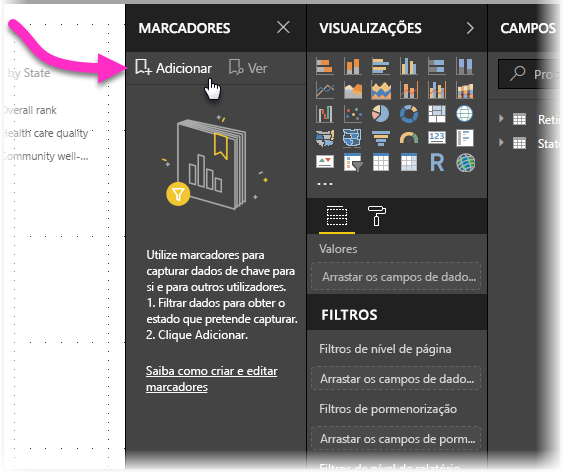 by State
Overall rank
Health care quality
Community well-...
MARCADORES
Adicionar
Ver
Utilize marcadores para
capturar dados de chave para
si e para outros utilizadores.
1. Filtrar dados para obter o
estado que pretende capturar.
2. Clique Adicionar.
Saiba como criar e editar
marcadores
VISUALIZAÇÕES
123
R
...
Valores
Arrastar os campos de dado...
FILTROS
Filtros de nível de página
Arrastar os campos de dado...
Filtros de pormenorização
Arrastar os campos de porm...
Filtros de nível de relatório
CAMPOS
Pro
Reti
State